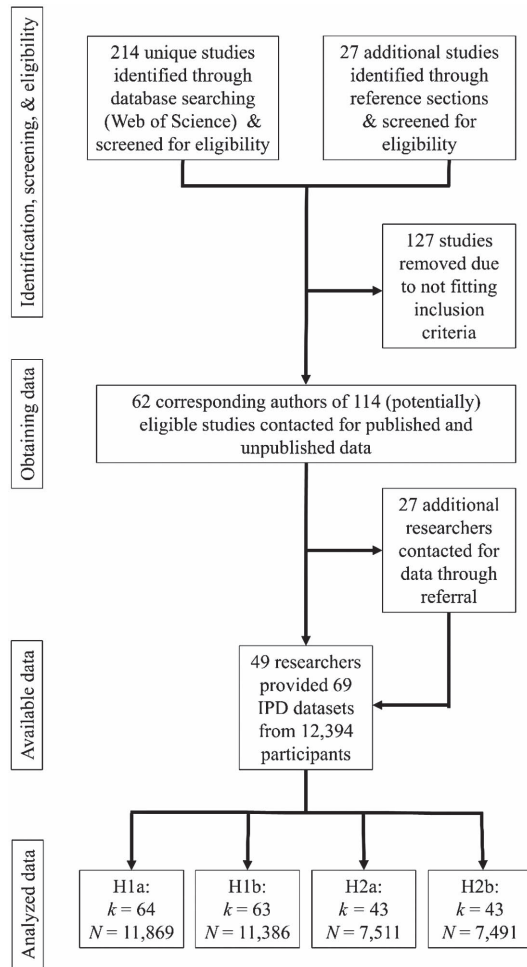 Identification, screening, & eligibility
214 unique studies
identified through
database searching
(Web of Science) &
screened for eligibility
27 additional studies
identified through
reference sections
& screened for
eligibility
127 studies
removed due
to not fitting
inclusion
criteria
Obtaining data
62 corresponding authors of 114 (potentially)
eligible studies contacted for published and
unpublished data
27 additional
researchers
contacted for
data through
referral
Available data
49 researchers
provided 69
IPD datasets
from 12,394
participants
Analyzed data
H1a:
k = 64
N = 11,869
H1b:
k = 63
N = 11,386
H2a:
k = 43
N = 7,511
H2b:
k = 43
N = 7,491